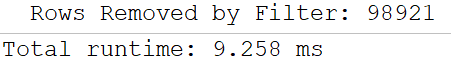 Rows Removed by Filter: 98921
Total runtime: 9.258 ms